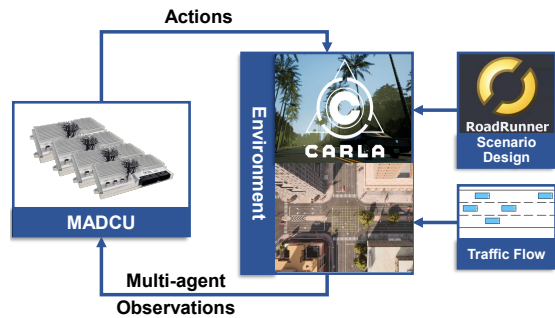 Actions
MADCU
Multi-agent
Observations
Environment
CARLA
RoadRunner
Scenario
Design
Traffic Flow